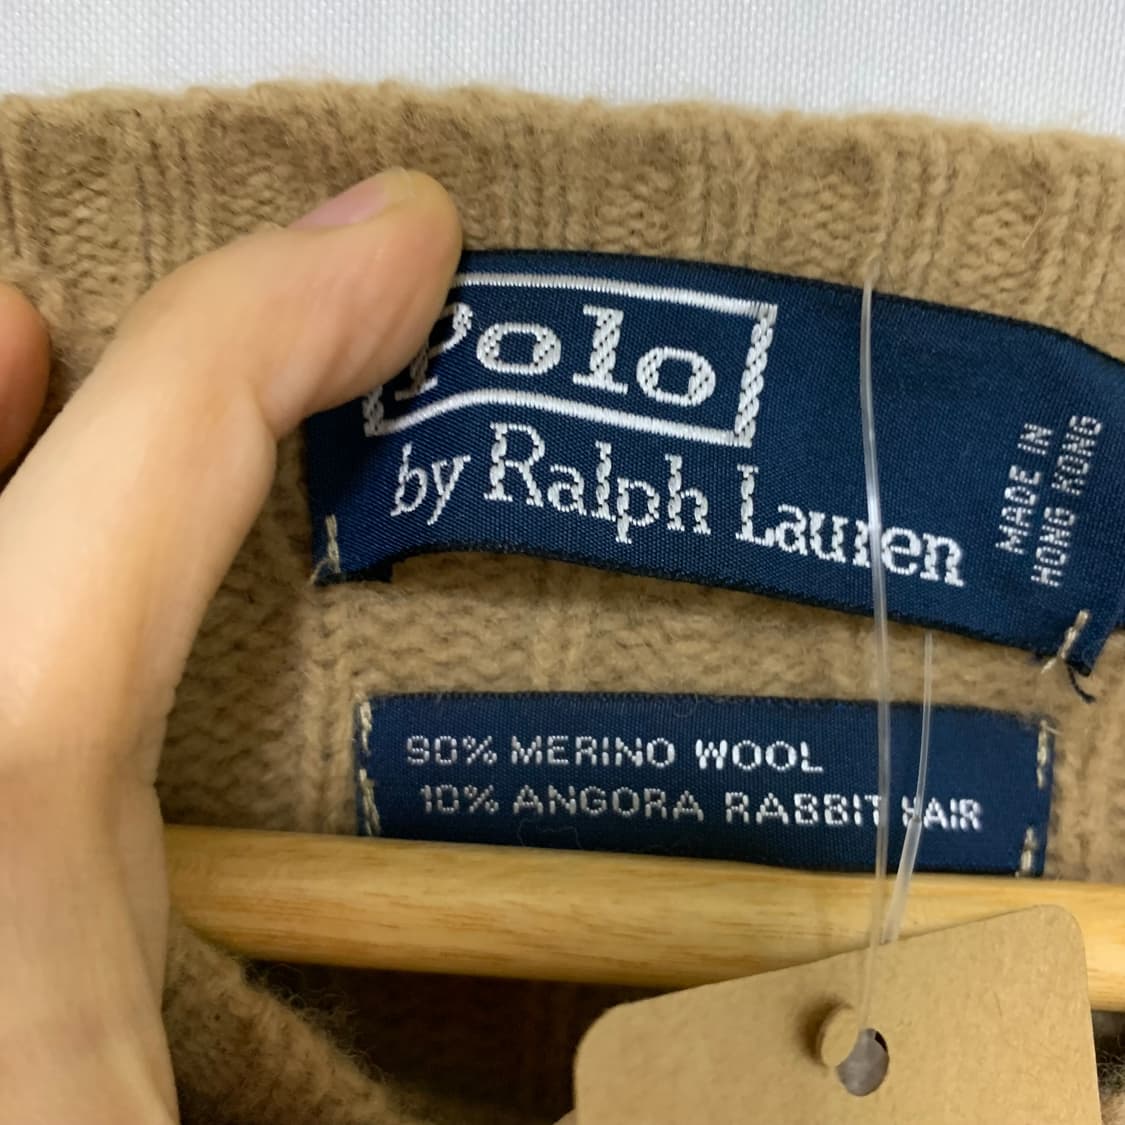 Polo
by Ralph Lauren
MADE IN
HONG KONG
90% MERINO WOOL
10% ANGORA RABBIT HAIR